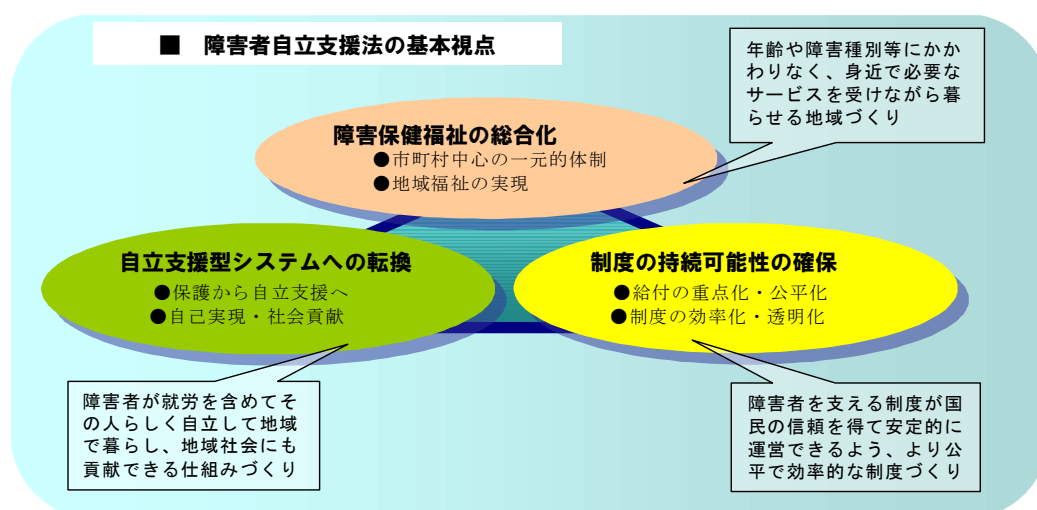 ■ 障害者自立支援法の基本視点
年齢や障害種別等にかか
わりなく、身近で必要な
サービスを受けながら暮
らせる地域づくり
障害保健福祉の総合化
●市町村中心の一元的体制
●地域福祉の実現
自立支援型システムへの転換
●保護から自立支援へ
●自己実現・社会貢献
制度の持続可能性の確保
●給付の重点化・公平化
●制度の効率化・透明化
障害者が就労を含めてそ
の人らしく自立して地域
で暮らし、地域社会にも
貢献できる仕組みづくり
障害者を支える制度が国
民の信頼を得て安定的に
運営できるよう、より公
平で効率的な制度づくり